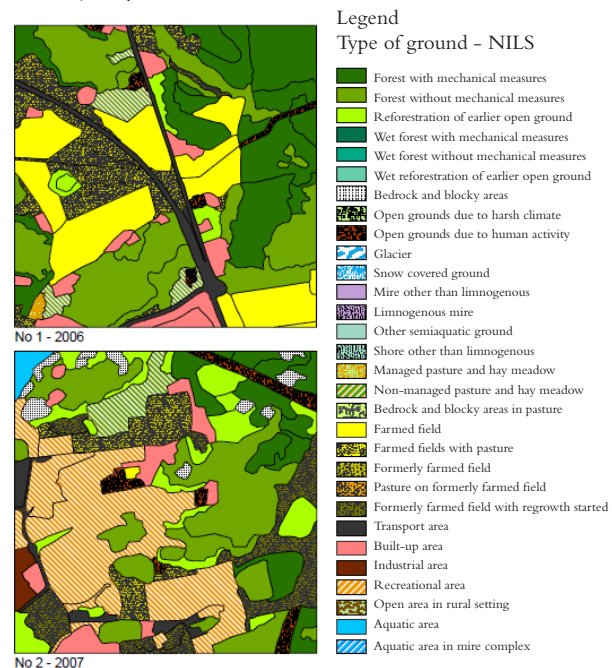 Legend
Type of ground - NILS
Forest with mechanical measures
Forest without mechanical measures
Reforestration of earlier open ground
Wet forest with mechanical measures
Wet forest without mechanical measures
Wet reforestration of earlier open ground
Bedrock and blocky areas
Open grounds due to harsh climate
Open grounds due to human activity
Glacier
Snow covered ground
Mire other than limnogenous
Limnogenous mire
Other semiaquatic ground
Shore other than limnogenous
Managed pasture and hay meadow
Non-managed pasture and hay meadow
Bedrock and blocky areas in pasture
Farmed field
Farmed fields with pasture
Formerly farmed field
Pasture on formerly farmed field
Formerly farmed field with regrowth started
Transport area
Built-up area
Industrial area
Recreational area
Open area in rural setting
Aquatic area
Aquatic area in mire complex
No 1 - 2006
No 2 - 2007